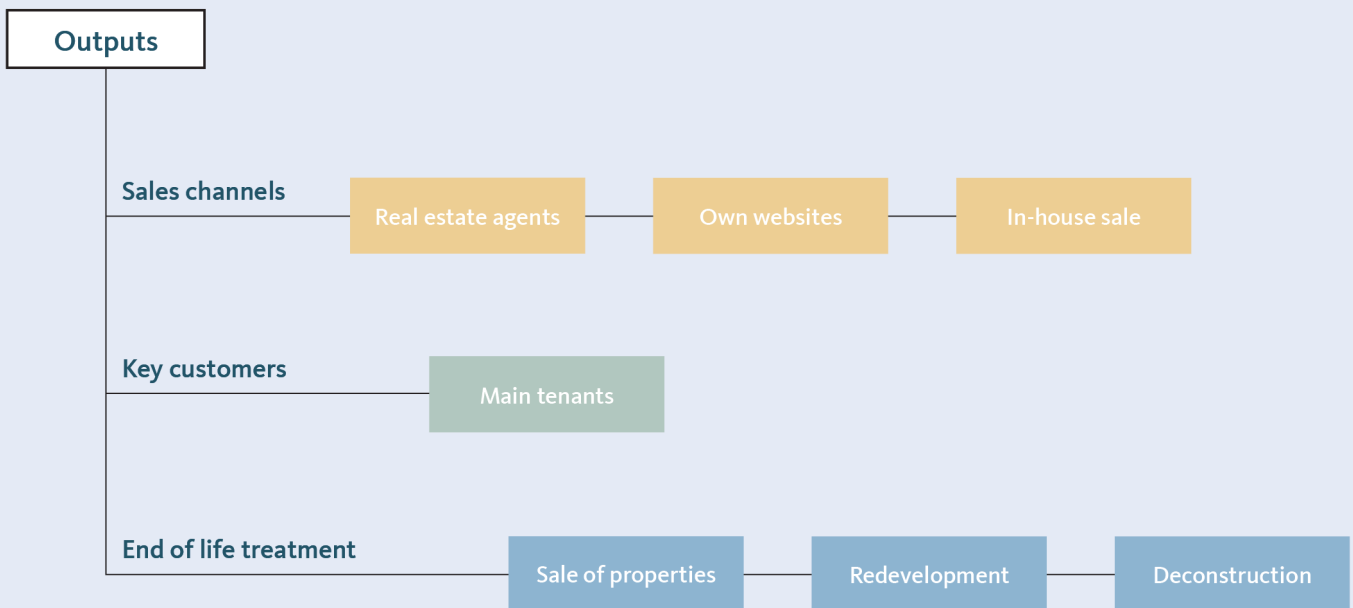 Outputs
Sales channels
Real estate agents
Own websites
In-house sale
Key customers
Main tenants
End of life treatment
Sale of properties
Redevelopment
Deconstruction